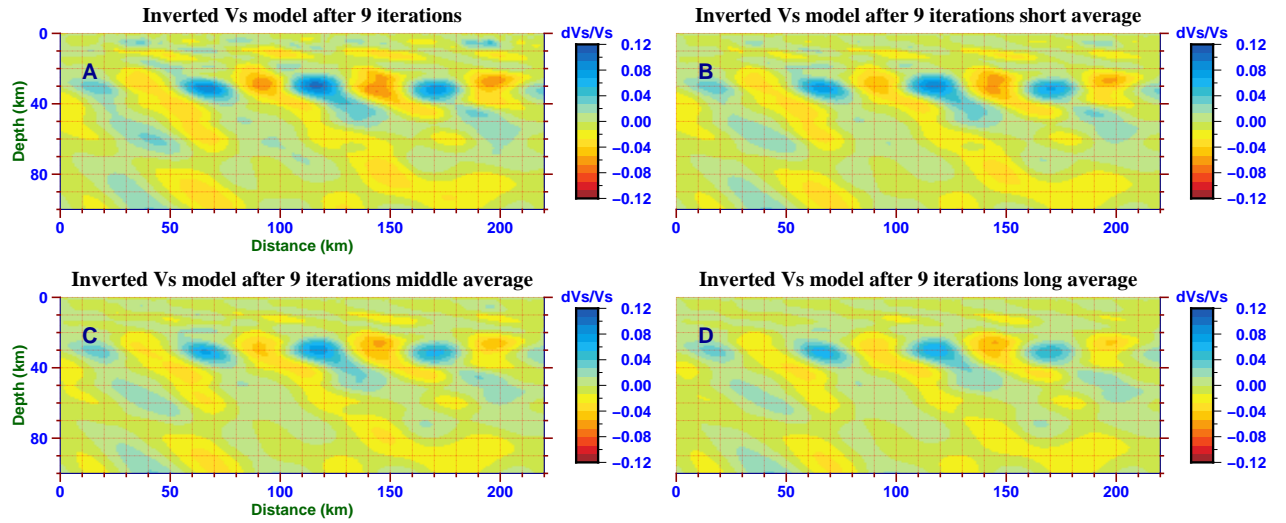 Inverted Vs model after 9 iterations
dVs/Vs
0
40
80
Depth (km)
A
0.12
0.08
0.04
0.00
−0.04
−0.08
−0.12
0 50 100 150 200
Distance (km)
Inverted Vs model after 9 iterations short average
dVs/Vs
0
40
80
B
0.12
0.08
0.04
0.00
−0.04
−0.08
−0.12
0 50 100 150 200
Inverted Vs model after 9 iterations middle average
dVs/Vs
0
40
80
Depth (km)
C
0.12
0.08
0.04
0.00
−0.04
−0.08
−0.12
0 50 100 150 200
Distance (km)
Inverted Vs model after 9 iterations long average
dVs/Vs
0
40
80
D
0.12
0.08
0.04
0.00
−0.04
−0.08
−0.12
0 50 100 150 200